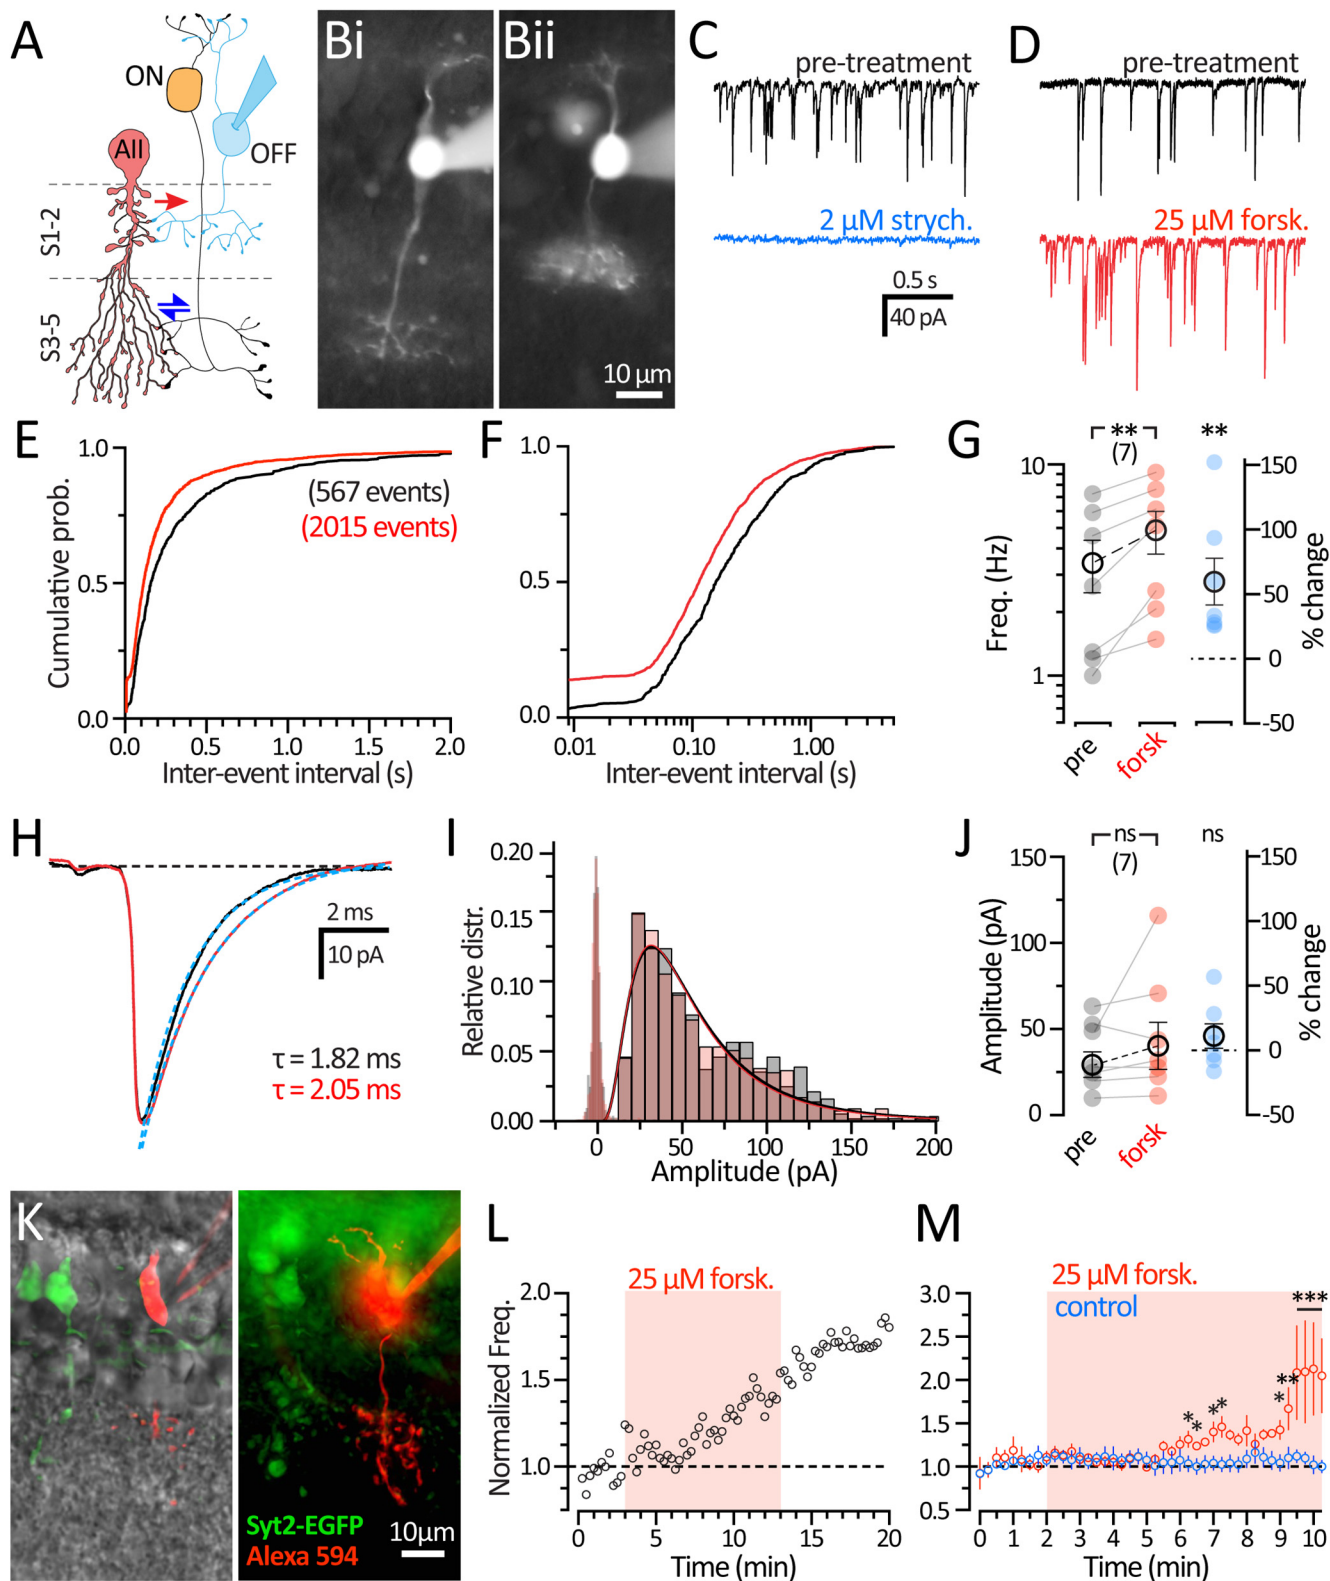 A
ON
AII
OFF
S1-2
S3-5
Bi
Bii
10 µm
C
pre-treatment
2 µM strych.
0.5 s
40 pA
D
pre-treatment
25 µM forsk.
E
Cumulative prob.
1.0
0.5
0.0
(567 events)
(2015 events)
0.0 0.5 1.0 1.5 2.0
Inter-event interval (s)
F
1.0
0.5
0.0
0.01 0.10 1.00
Inter-event interval (s)
G
** **
(7)
Freq. (Hz)
10
1
150
100
50
0
-50
% change
pre
forsk
H
2 ms
10 pA
τ = 1.82 ms
τ = 2.05 ms
I
Relative distr.
0.20
0.15
0.10
0.05
0.00
0 50 100 150 200
Amplitude (pA)
J
ns ns
(7)
Amplitude (pA)
150
100
50
0
150
100
50
0
-50
% change
pre
forsk
K
Syt2-EGFP
Alexa 594
10µm
L
25 µM forsk.
Normalized Freq.
2.0
1.5
1.0
0 5 10 15 20
Time (min)
M
25 µM forsk.
control
3.0
2.5
2.0
1.5
1.0
0.5
***
**
*
*
*
*
*
0 1 2 3 4 5 6 7 8 9 10
Time (min)